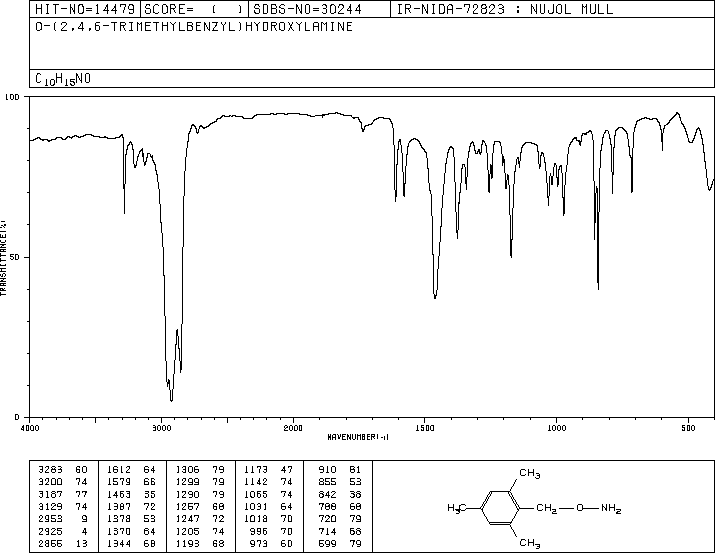 HIT-NO=14479 SCORE= ( ) SDBS-NO=30244 IR-NIDA-72823 : NUJOL MULL
O-(2,4,6-TRIMETHYLBENZYL)HYDROXYLAMINE
C10H15NO
100
50
0
TRANSMITTANCE(%)
4000 3000 2000 1500 1000 500
WAVENUMBER(-1)
3283 60 1612 64 1306 79 1173 47 910 81
3200 74 1579 66 1299 79 1142 74 855 53
3187 77 1463 35 1290 79 1065 74 842 38
3129 74 1387 72 1257 68 1031 64 788 68
2953 9 1378 53 1247 72 1018 70 720 79
2925 4 1370 64 1205 74 996 70 714 68
2855 13 1344 68 1193 68 973 60 599 79
CH3
H3C CH2 O NH2
CH3